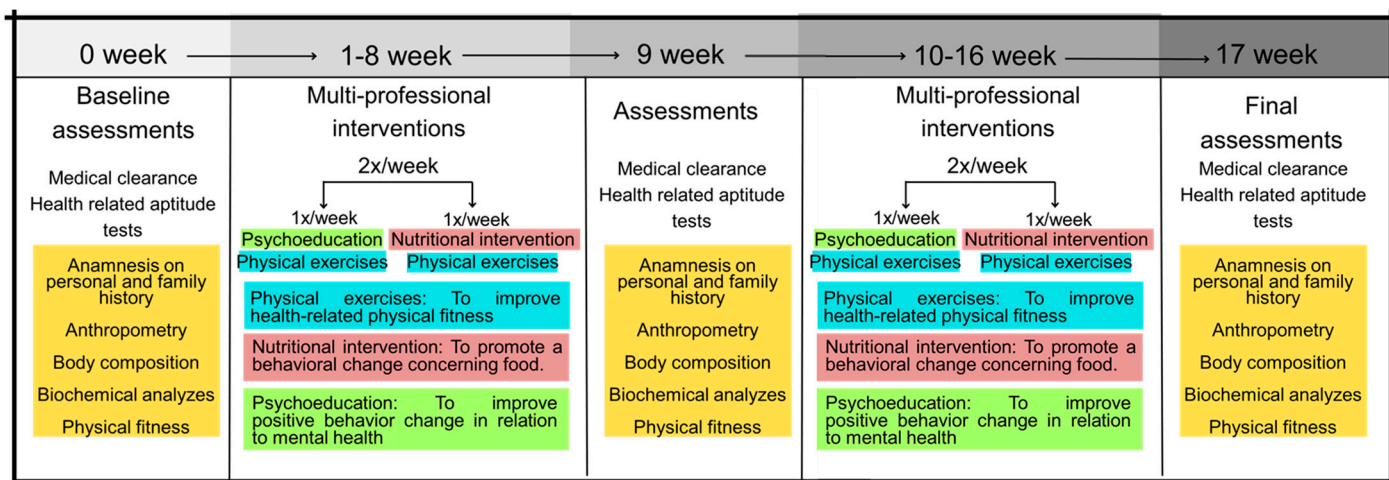 0 week
1-8 week
9 week
10-16 week
17 week
Baseline
assessments
Medical clearance
Health related aptitude
tests
Anamnesis on
personal and family
history
Anthropometry
Body composition
Biochemical analyzes
Physical fitness
Multi-professional
interventions
2x/week
1x/week
1x/week
Psychoeducation
Nutritional intervention
Physical exercises
Physical exercises
Physical exercises: To improve
health-related physical fitness
Nutritional intervention: To promote a
behavioral change concerning food.
Psychoeducation: To improve
positive behavior change in relation
to mental health
Assessments
Medical clearance
Health related aptitude
tests
Anamnesis on
personal and family
history
Anthropometry
Body composition
Biochemical analyzes
Physical fitness
Multi-professional
interventions
2x/week
1x/week
1x/week
Psychoeducation
Nutritional intervention
Physical exercises
Physical exercises
Physical exercises: To improve
health-related physical fitness
Nutritional intervention: To promote a
behavioral change concerning food.
Psychoeducation: To improve
positive behavior change in relation
to mental health
Final
assessments
Medical clearance
Health related aptitude
tests
Anamnesis on
personal and family
history
Anthropometry
Body composition
Biochemical analyzes
Physical fitness